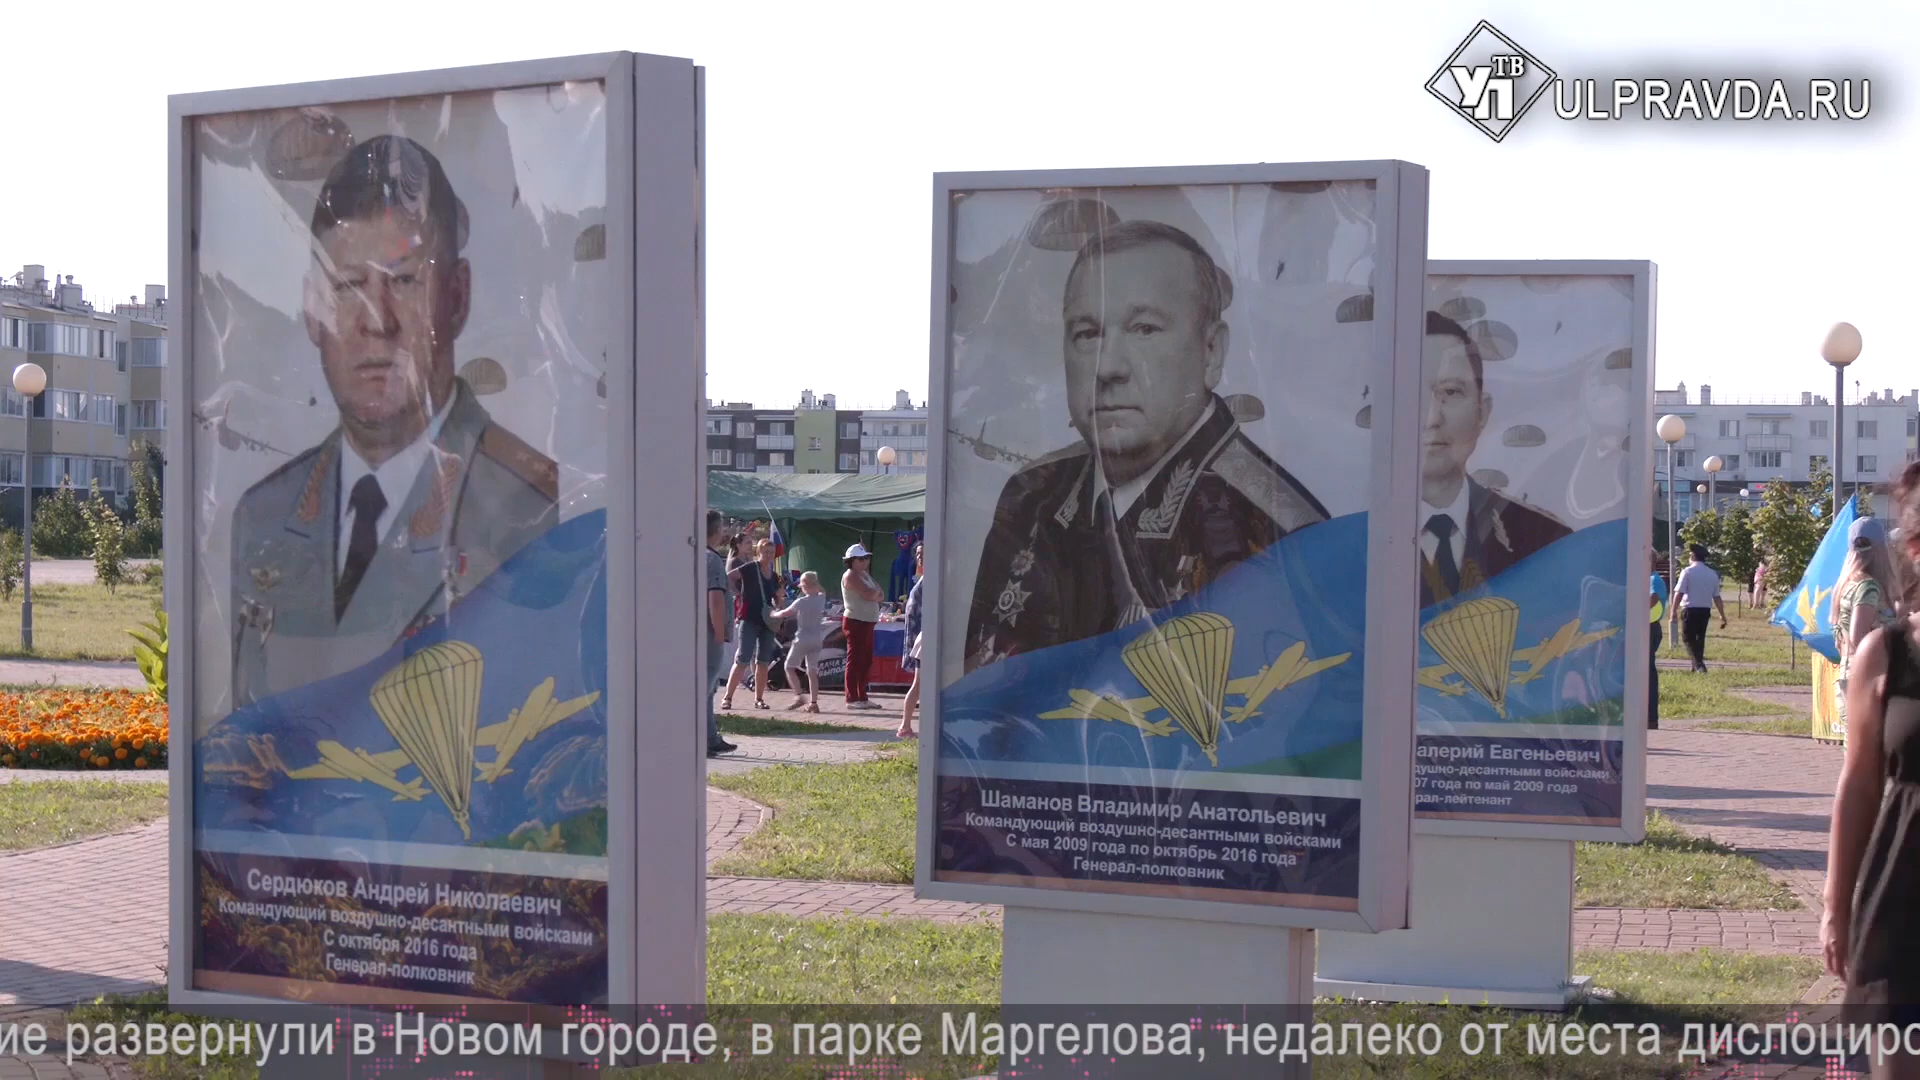 ТВ
УП
ULPRAVDA.RU
Сердюков Андрей Николаевич
Командующий воздушно-десантными войсками
С октября 2016 года
Генерал-полковник
Шаманов Владимир Анатольевич
Командующий воздушно-десантными войсками
С мая 2009 года по октябрь 2016 года
Генерал-полковник
алерий Евгеньевич
душно-десантными войсками
07 года по май 2009 года
рал-лейтенант
ие развернули в Новом городе, в парке Маргелова, недалеко от места дислоциро